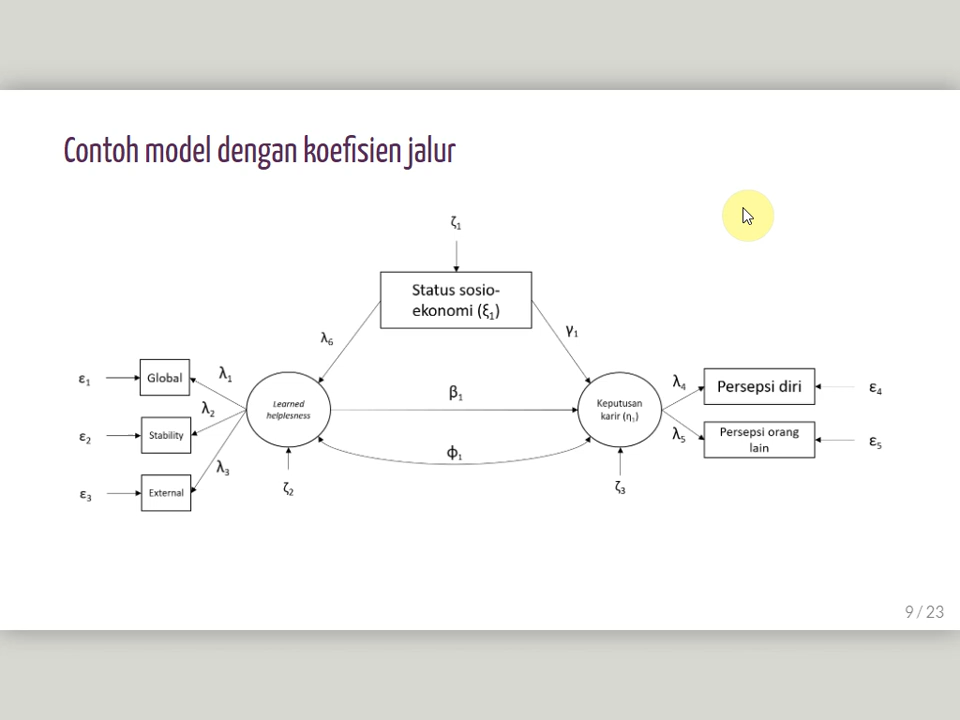 Contoh model dengan koefisien jalur
ζ1
Status sosio-
ekonomi (ξ1)
λ6
γ1
ε1
Global
λ1
λ2
β1
λ4
Persepsi diri
ε4
Learned
helplesness
Keputusan
karir (η1)
ε2
Stability
λ5
Persepsi orang
lain
ε5
λ3
ϕ1
ε3
External
ζ2
ζ3
9 / 23